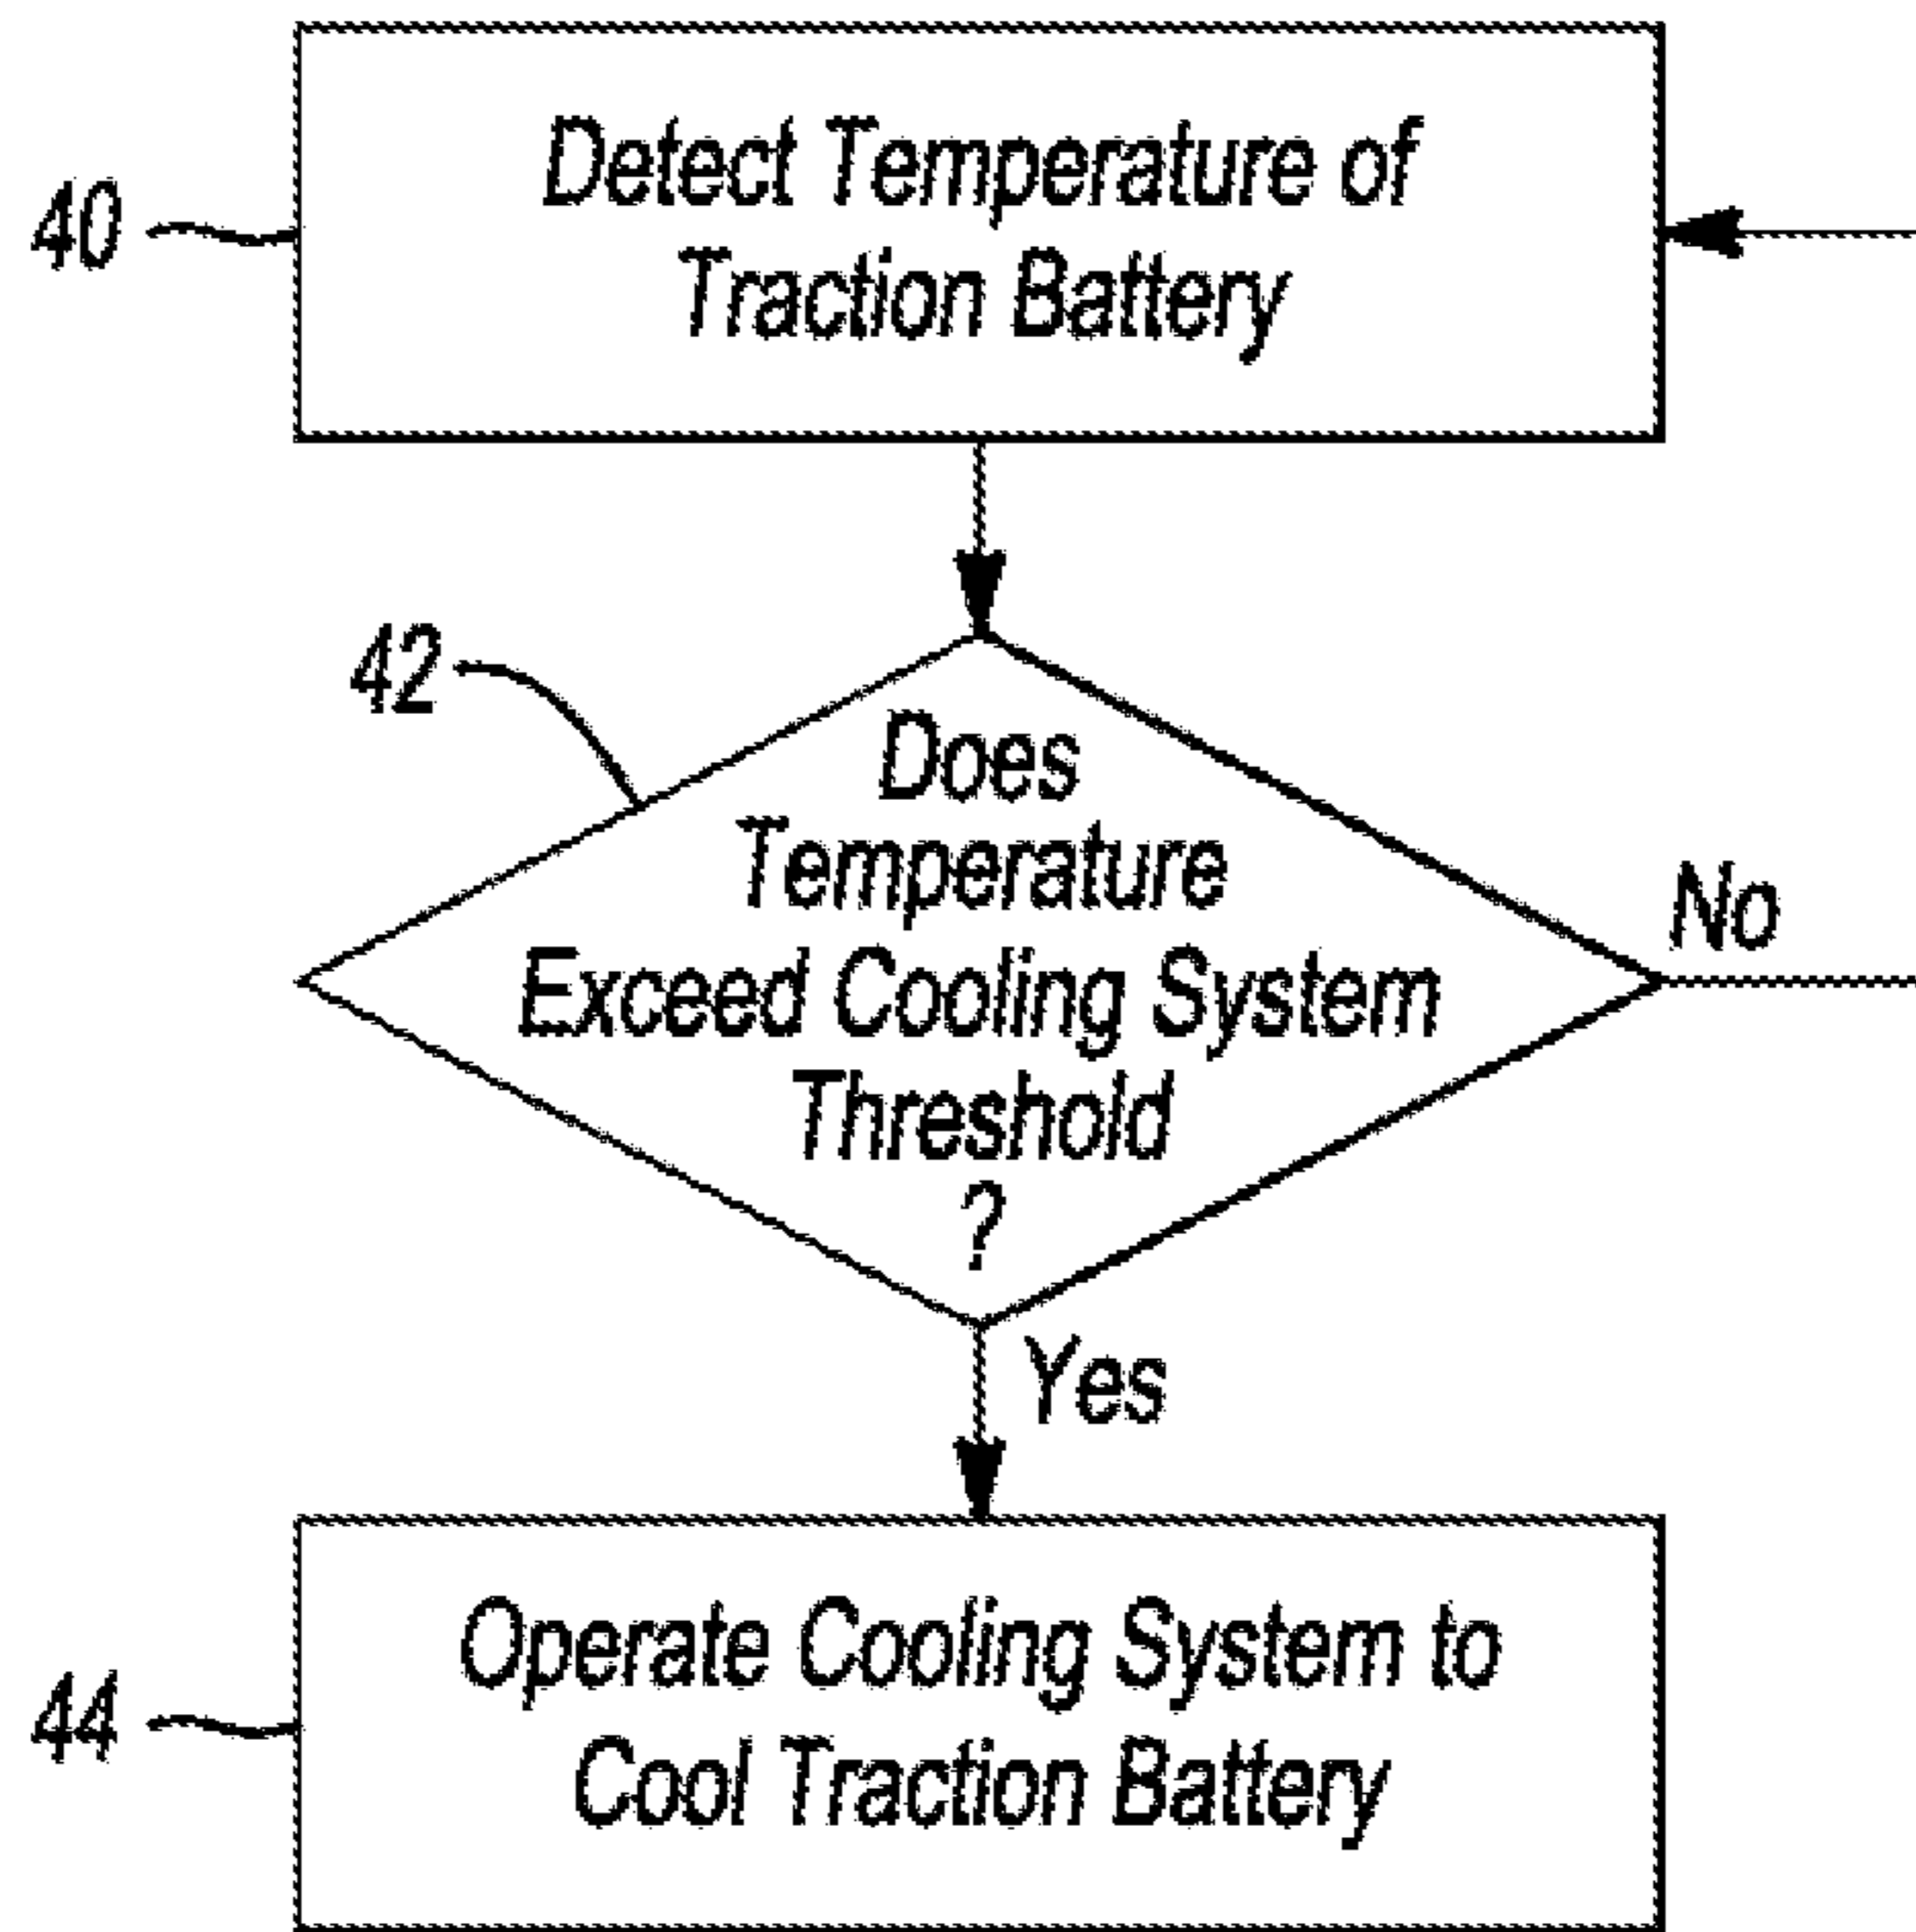 40
Detect Temperature of
Traction Battery
42
Does
Temperature
Exceed Cooling System
Threshold
?
No
Yes
44
Operate Cooling System to
Cool Traction Battery